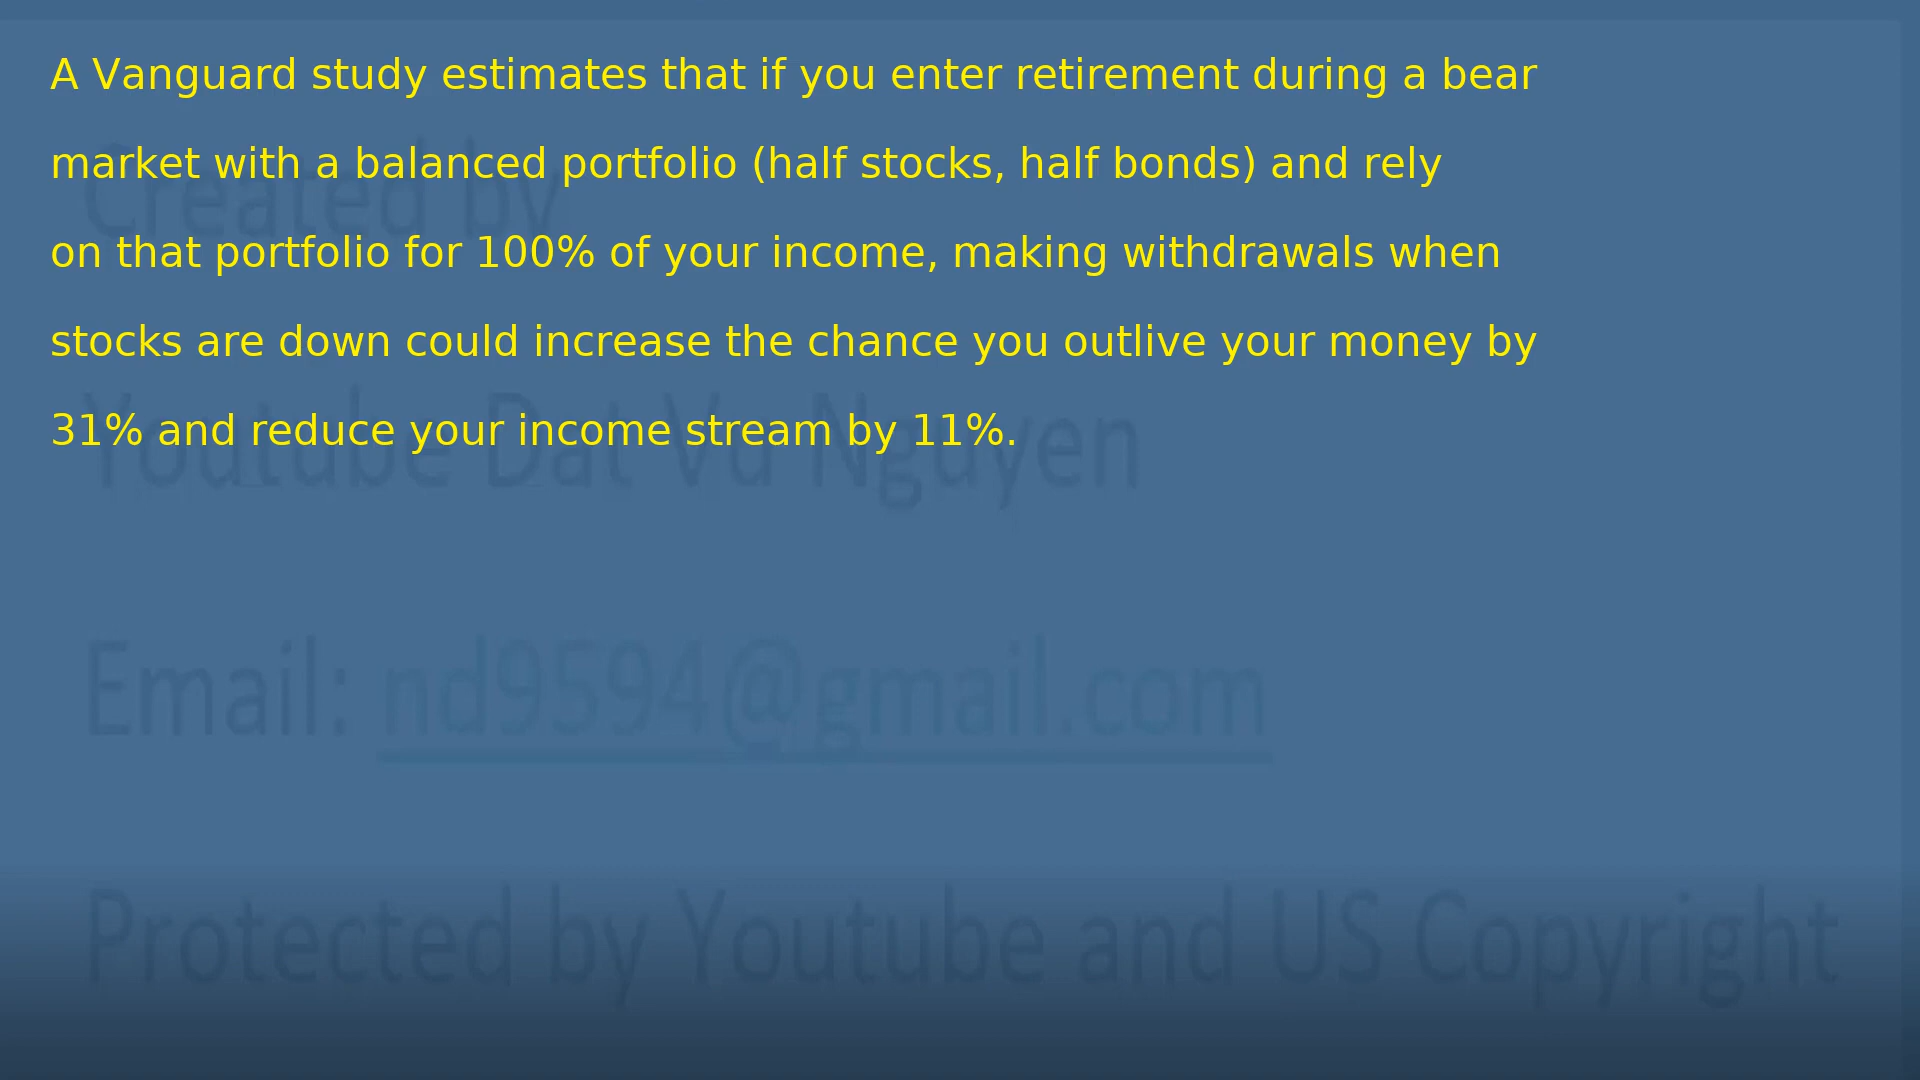 A Vanguard study estimates that if you enter retirement during a bear
market with a balanced portfolio (half stocks, half bonds) and rely
Created by
on that portfolio for 100% of your income, making withdrawals when
stocks are down could increase the chance you outlive your money by
31% and reduce your income stream by 11%.
Youtube Dat Vu Nguyen
Email: nd9594@gmail.com
Protected by Youtube and US Copyright